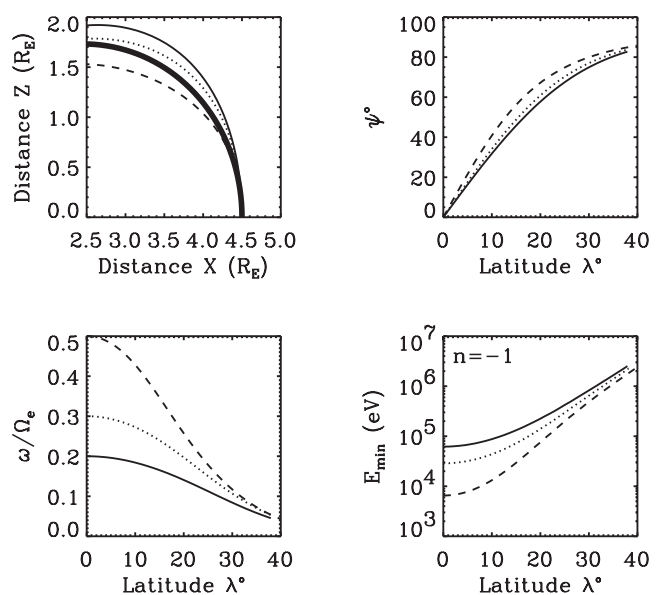 Distance Z (R_E)
2.0
1.5
1.0
0.5
0.0
2.5 3.0 3.5 4.0 4.5 5.0
Distance X (R_E)
ψ°
100
80
60
40
20
0
0 10 20 30 40
Latitude λ°
ω/Ω_e
0.5
0.4
0.3
0.2
0.1
0.0
0 10 20 30 40
Latitude λ°
E_min (eV)
10^7
10^6
10^5
10^4
10^3
n=−1
0 10 20 30 40
Latitude λ°